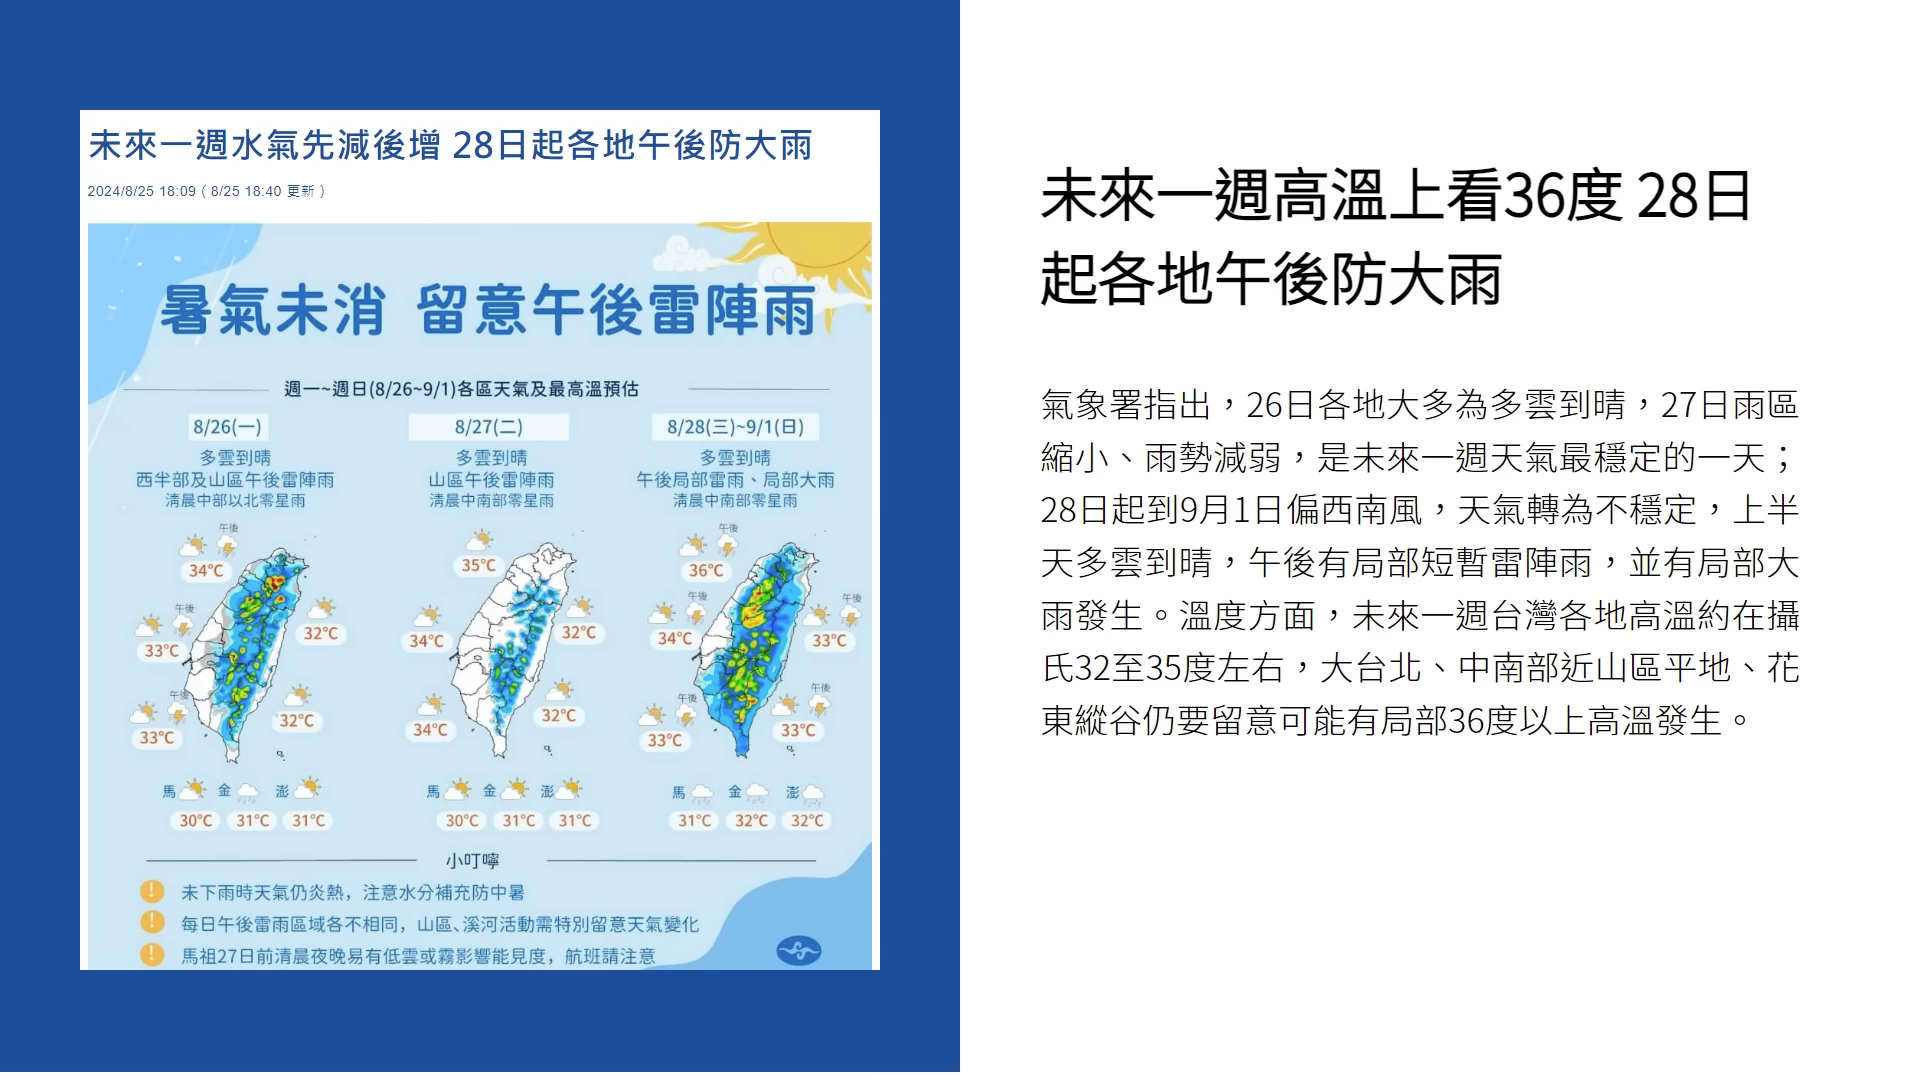 未來一週水氣先減後增 28日起各地午後防大雨
2024/8/25 18:09（8/25 18:40 更新）
暑氣未消 留意午後雷陣雨
週一~週日(8/26~9/1)各區天氣及最高溫預估
8/26(一)
多雲到晴
西半部及山區午後雷陣雨
清晨中部以北零星雨
午後
34°C
32°C
午後
33°C
午後
32°C
33°C
馬 金 澎
30°C 31°C 31°C
8/27(二)
多雲到晴
山區午後雷陣雨
清晨中南部零星雨
35°C
34°C
32°C
34°C
32°C
馬 金 澎
30°C 31°C 31°C
8/28(三)~9/1(日)
多雲到晴
午後局部雷雨、局部大雨
清晨中南部零星雨
午後
36°C
午後
34°C
午後
33°C
午後
33°C
午後
33°C
馬 金 澎
31°C 32°C 32°C
小叮嚀
! 未下雨時天氣仍炎熱，注意水分補充防中暑
! 每日午後雷雨區域各不相同，山區、溪河活動需特別留意天氣變化
! 馬祖27日前清晨夜晚易有低雲或霧影響能見度，航班請注意
未來一週高溫上看36度 28日
起各地午後防大雨
氣象署指出，26日各地大多為多雲到晴，27日雨區
縮小、雨勢減弱，是未來一週天氣最穩定的一天；
28日起到9月1日偏西南風，天氣轉為不穩定，上半
天多雲到晴，午後有局部短暫雷陣雨，並有局部大
雨發生。溫度方面，未來一週台灣各地高溫約在攝
氏32至35度左右，大台北、中南部近山區平地、花
東縱谷仍要留意可能有局部36度以上高溫發生。